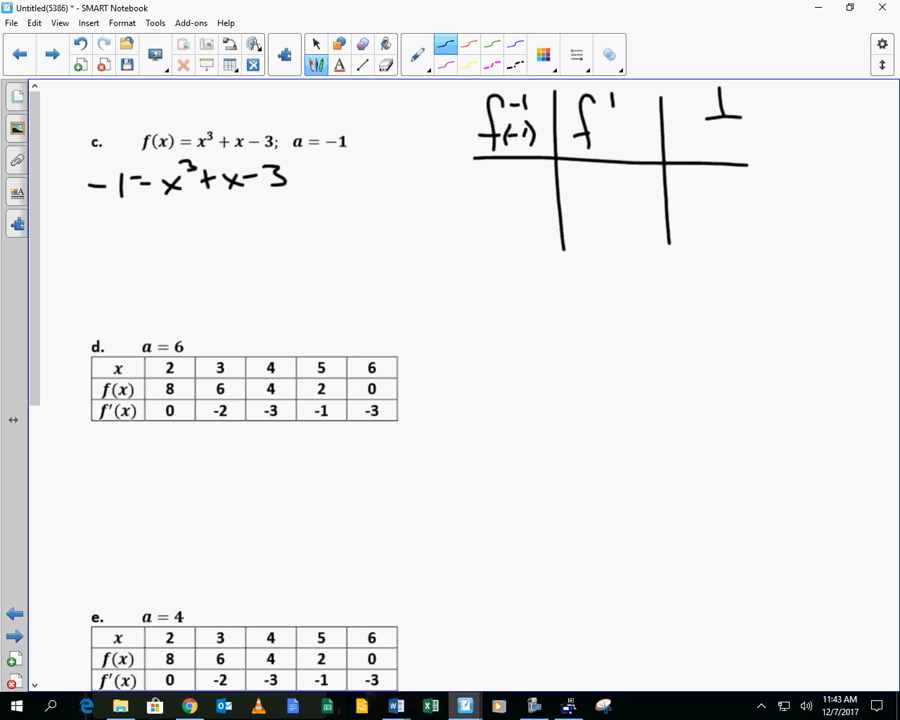 Untitled(5386) * - SMART Notebook
File Edit View Insert Format Tools Add-ons Help
c. f(x) = x³ + x − 3; a = −1
-1 = x³ + x - 3
f⁻¹(-1) f' 1
d. a = 6
x 2 3 4 5 6
f(x) 8 6 4 2 0
f'(x) 0 -2 -3 -1 -3
e. a = 4
x 2 3 4 5 6
f(x) 8 6 4 2 0
f'(x) 0 -2 -3 -1 -3
11:43 AM
12/7/2017